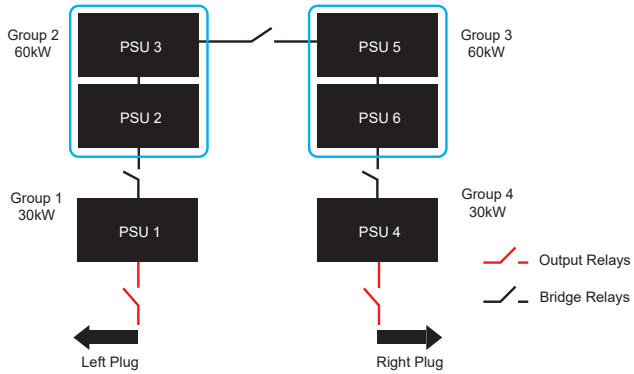 Group 2
60kW
PSU 3
PSU 5
Group 3
60kW
PSU 2
PSU 6
Group 1
30kW
PSU 1
PSU 4
Group 4
30kW
Output Relays
Bridge Relays
Left Plug
Right Plug